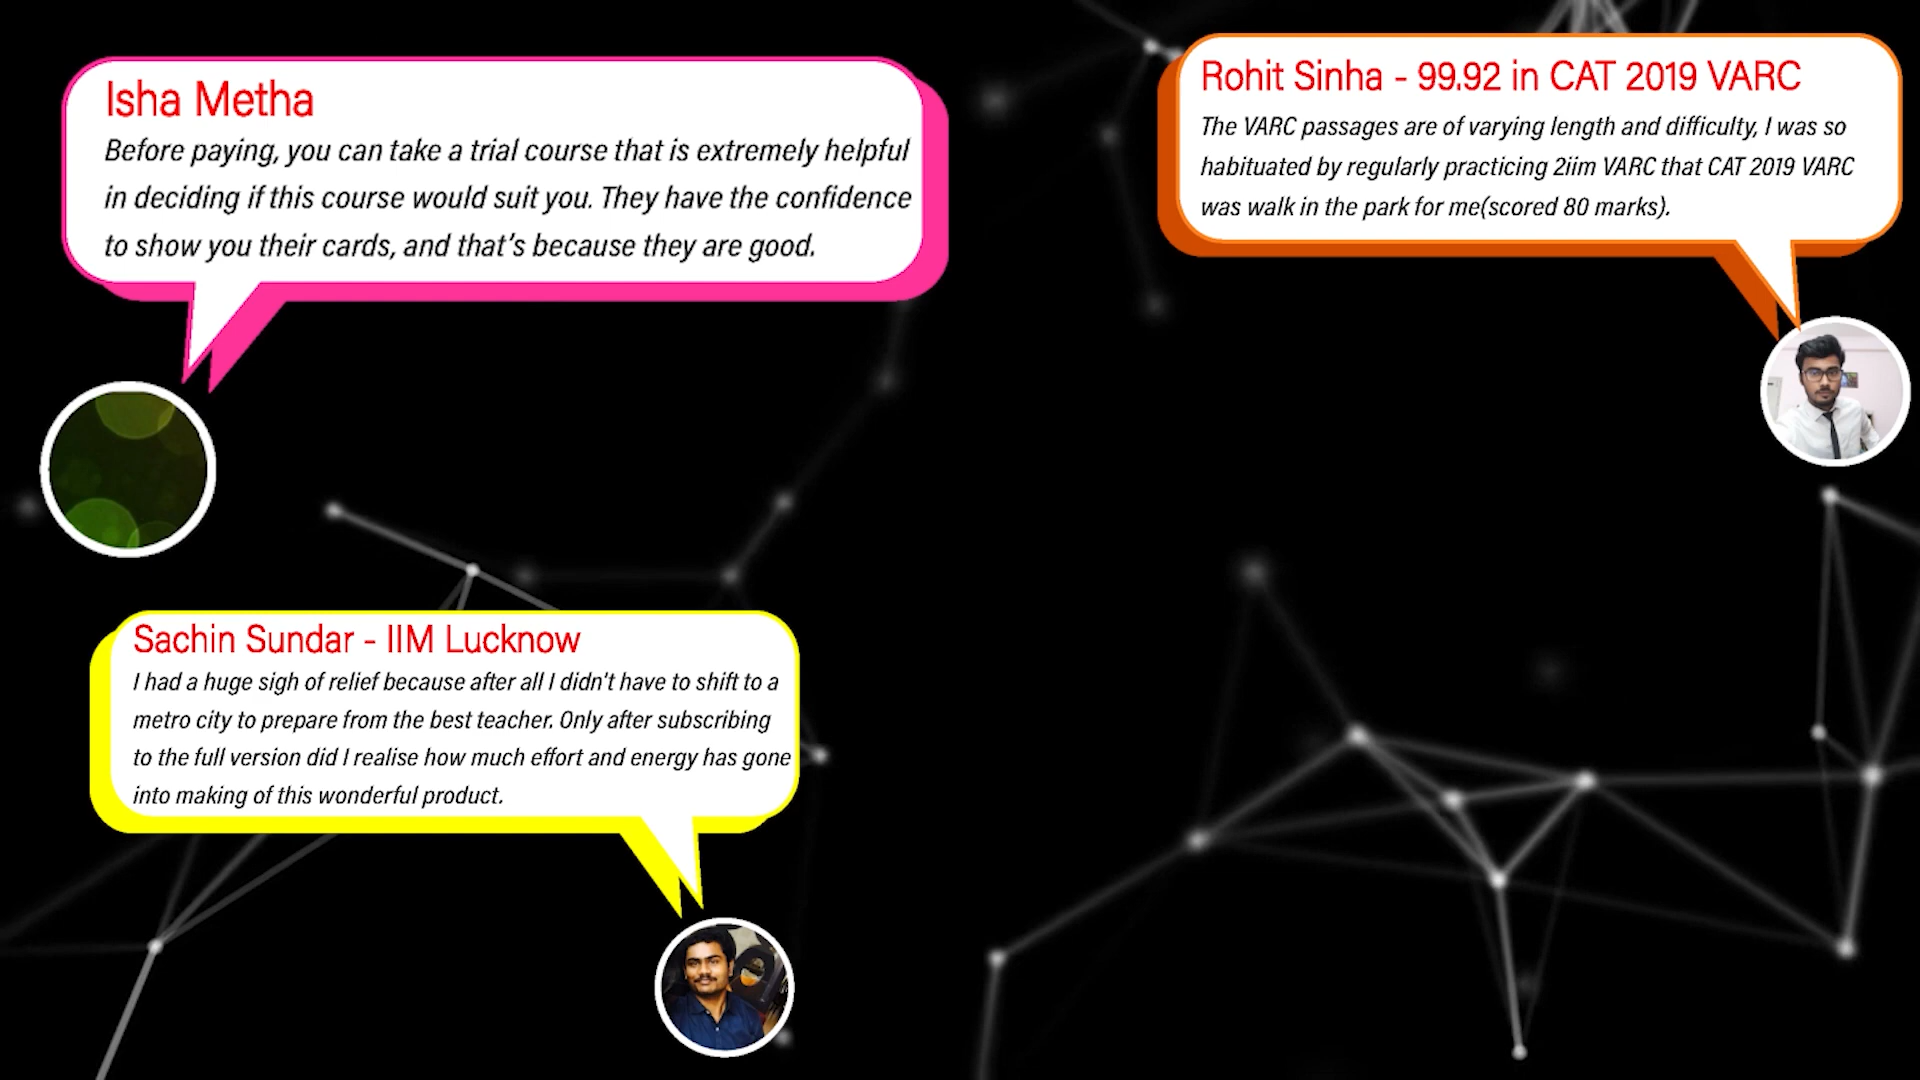 Isha Metha
Before paying, you can take a trial course that is extremely helpful
in deciding if this course would suit you. They have the confidence
to show you their cards, and that's because they are good.
Rohit Sinha - 99.92 in CAT 2019 VARC
The VARC passages are of varying length and difficulty, I was so
habituated by regularly practicing 2iim VARC that CAT 2019 VARC
was walk in the park for me(scored 80 marks).
Sachin Sundar - IIM Lucknow
I had a huge sigh of relief because after all I didn't have to shift to a
metro city to prepare from the best teacher. Only after subscribing
to the full version did I realise how much effort and energy has gone
into making of this wonderful product.